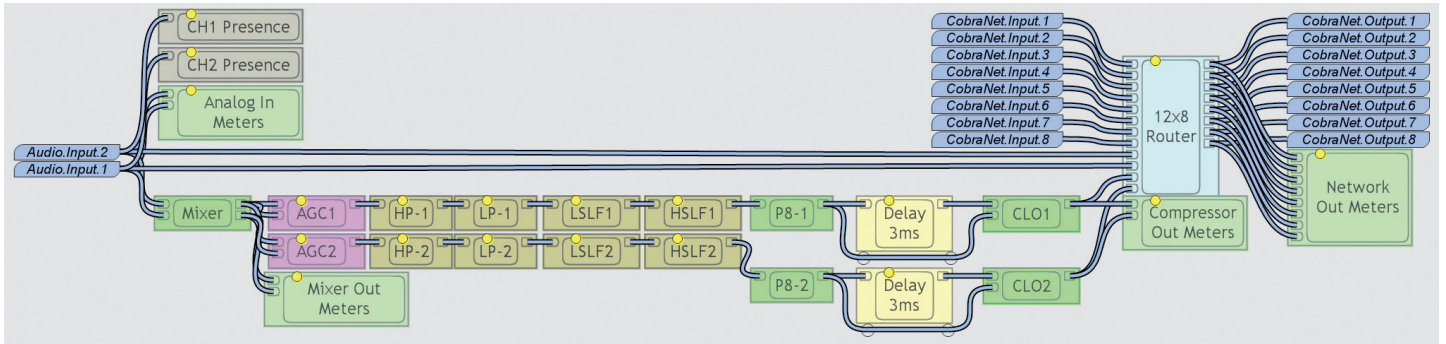 CH1 Presence
CH2 Presence
Analog In
Meters
Audio.Input.2
Audio.Input.1
CobraNet.Input.1
CobraNet.Input.2
CobraNet.Input.3
CobraNet.Input.4
CobraNet.Input.5
CobraNet.Input.6
CobraNet.Input.7
CobraNet.Input.8
12x8
Router
CobraNet.Output.1
CobraNet.Output.2
CobraNet.Output.3
CobraNet.Output.4
CobraNet.Output.5
CobraNet.Output.6
CobraNet.Output.7
CobraNet.Output.8
Network
Out Meters
Mixer
AGC1
HP-1
LP-1
LSLF1
HSLF1
P8-1
Delay
3ms
CLO1
Compressor
Out Meters
AGC2
HP-2
LP-2
LSLF2
HSLF2
P8-2
Delay
3ms
CLO2
Mixer Out
Meters